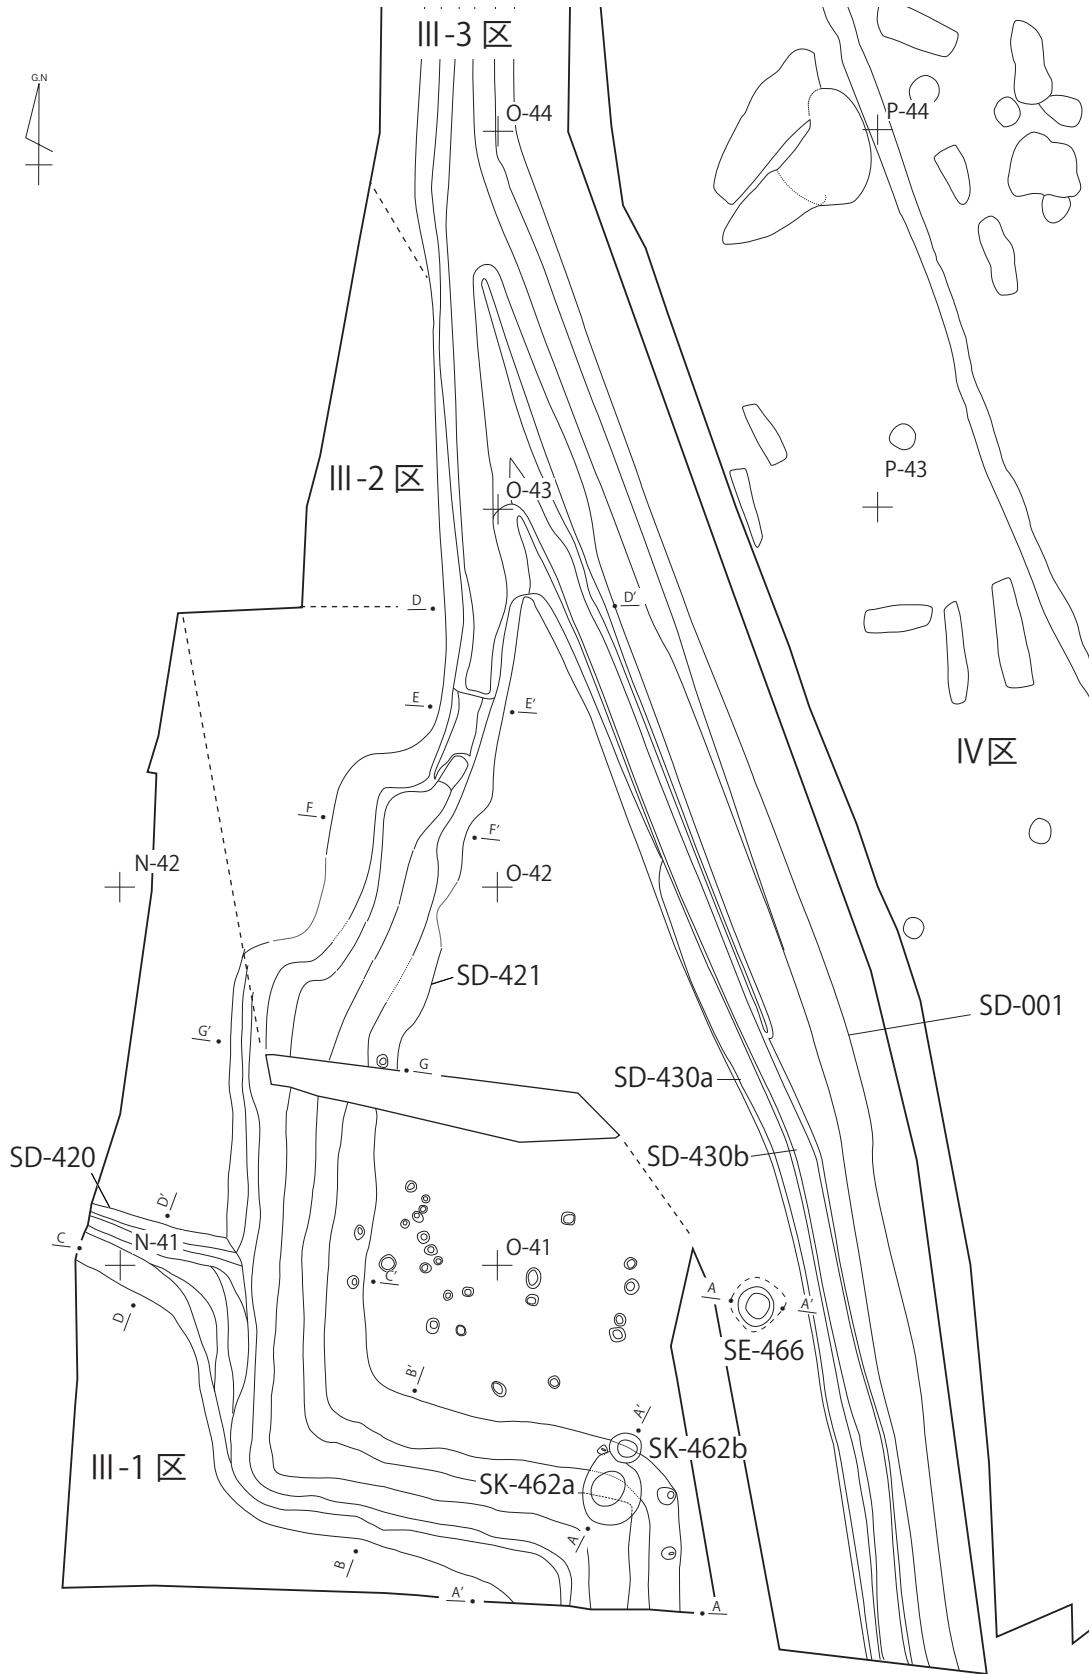 Ⅲ-3 区
G.N
O-44
P-44
Ⅲ-2 区
O-43
P-43
D
D'
E
E'
Ⅳ区
F
F'
N-42
O-42
SD-421
SD-001
G'
G
SD-430a
SD-430b
SD-420
D'
C
N-41
O-41
C'
D
A
A'
SE-466
B'
A'
SK-462b
Ⅲ-1 区
SK-462a
A
B
A'
A